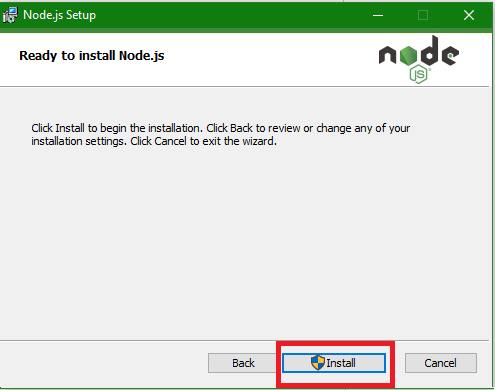 Node.js Setup
Ready to install Node.js
node
JS
Click Install to begin the installation. Click Back to review or change any of your
installation settings. Click Cancel to exit the wizard.
Back
Install
Cancel